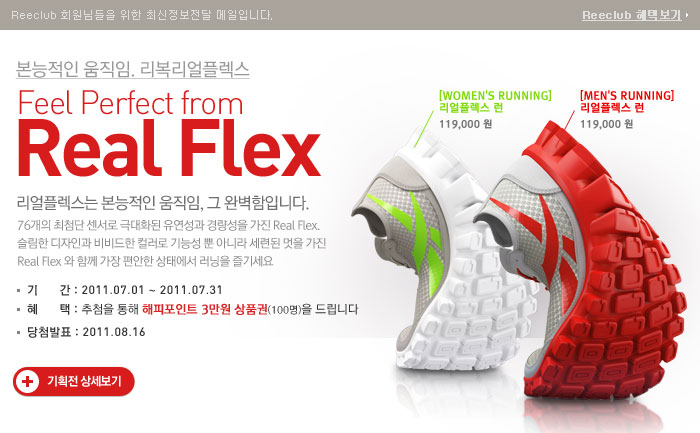 Reeclub 회원님들을 위한 최신정보전달 메일입니다.
Reeclub 혜택보기
본능적인 움직임. 리복리얼플렉스
Feel Perfect from
Real Flex
[WOMEN'S RUNNING]
리얼플렉스 런
119,000 원
[MEN'S RUNNING]
리얼플렉스 런
119,000 원
리얼플렉스는 본능적인 움직임, 그 완벽함입니다.
76개의 최첨단 센서로 극대화된 유연성과 경량성을 가진 Real Flex.
슬림한 디자인과 비비드한 컬러로 기능성 뿐 아니라 세련된 멋을 가진
Real Flex 와 함께 가장 편안한 상태에서 러닝을 즐기세요
기 간 : 2011.07.01 ~ 2011.07.31
혜 택 : 추첨을 통해 해피포인트 3만원 상품권(100명)을 드립니다
당첨발표 : 2011.08.16
기획전 상세보기